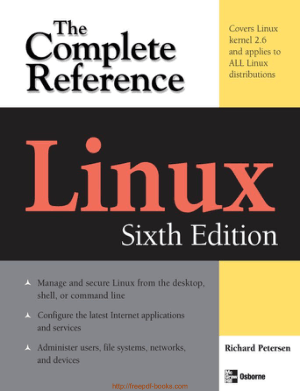 The
Complete
Reference
Covers Linux
kernel 2.6
and applies to
ALL Linux
distributions
Linux
Sixth Edition
Manage and secure Linux from the desktop,
shell, or command line
Configure the latest Internet applications
and services
Administer users, file systems, networks,
and devices
Richard Petersen
Osborne
http://freepdf-books.com